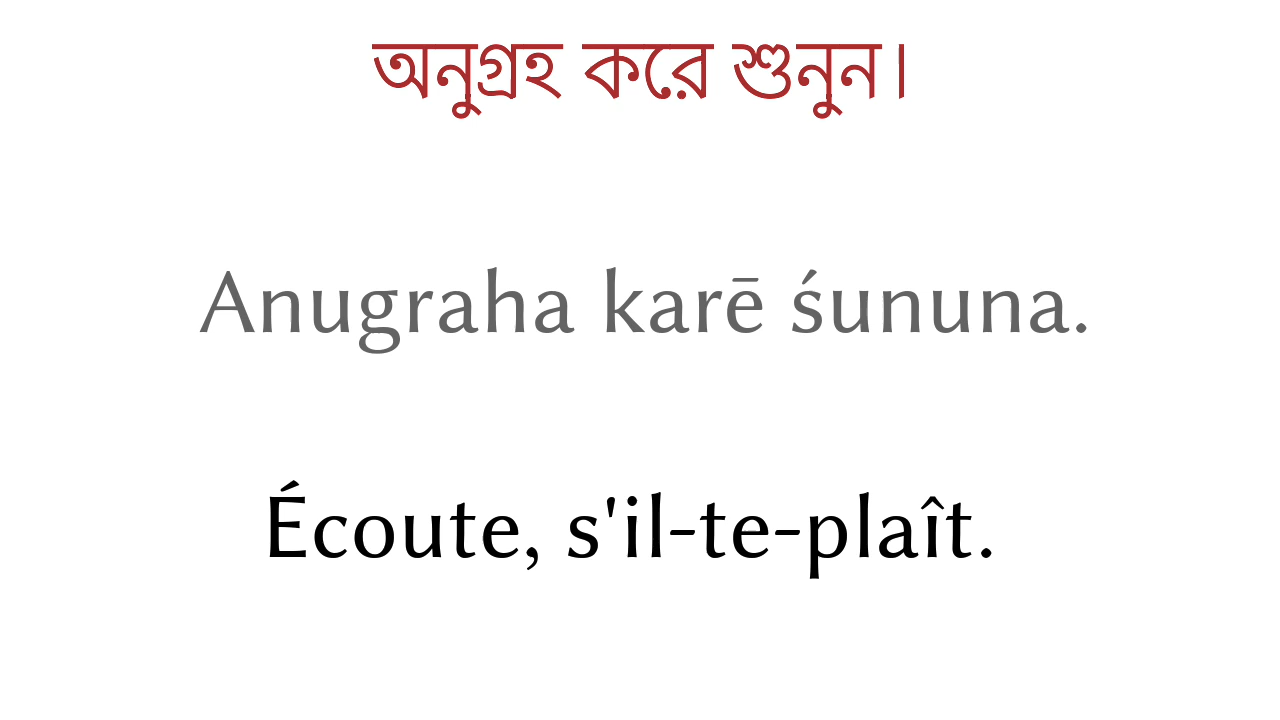 অনুগ্রহ করে শুনুন।
Anugraha karē śununa.
Écoute, s'il-te-plaît.